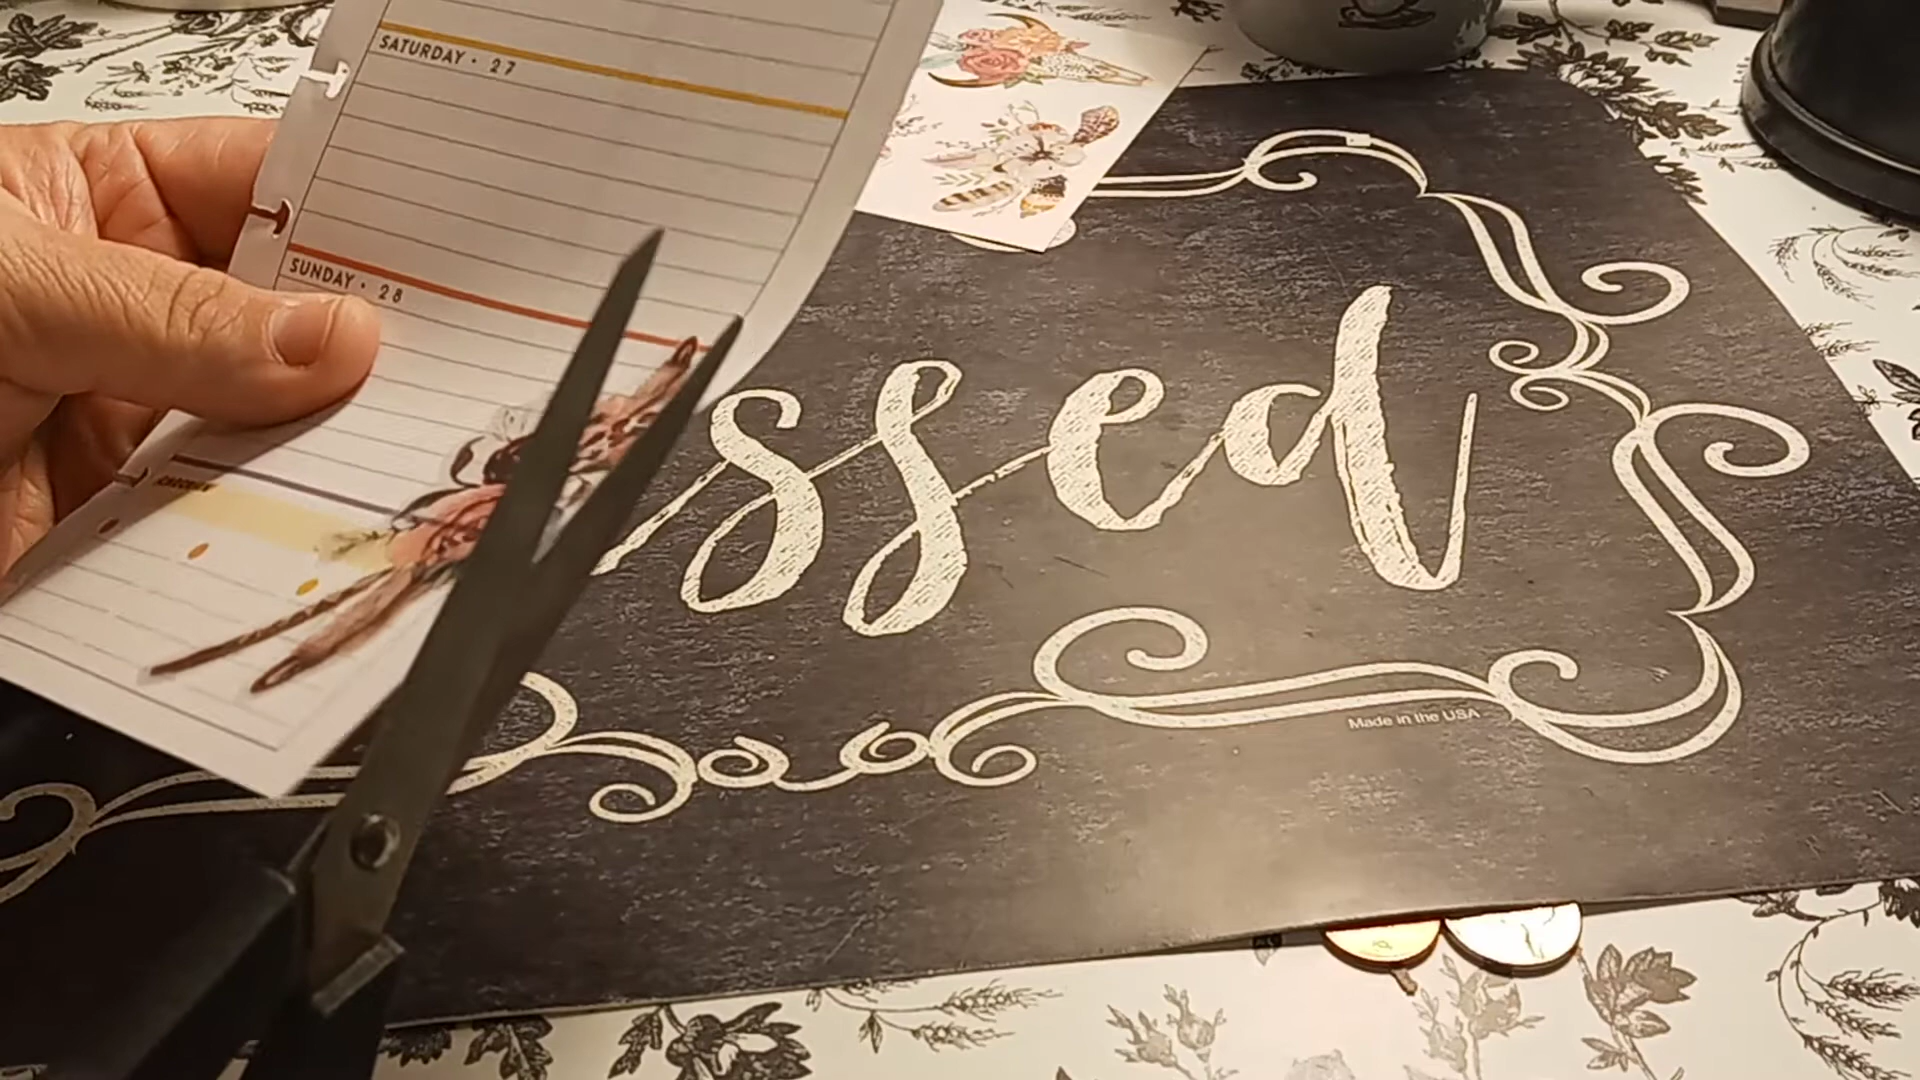 SATURDAY · 27
SUNDAY · 28
ssed
Made in the USA